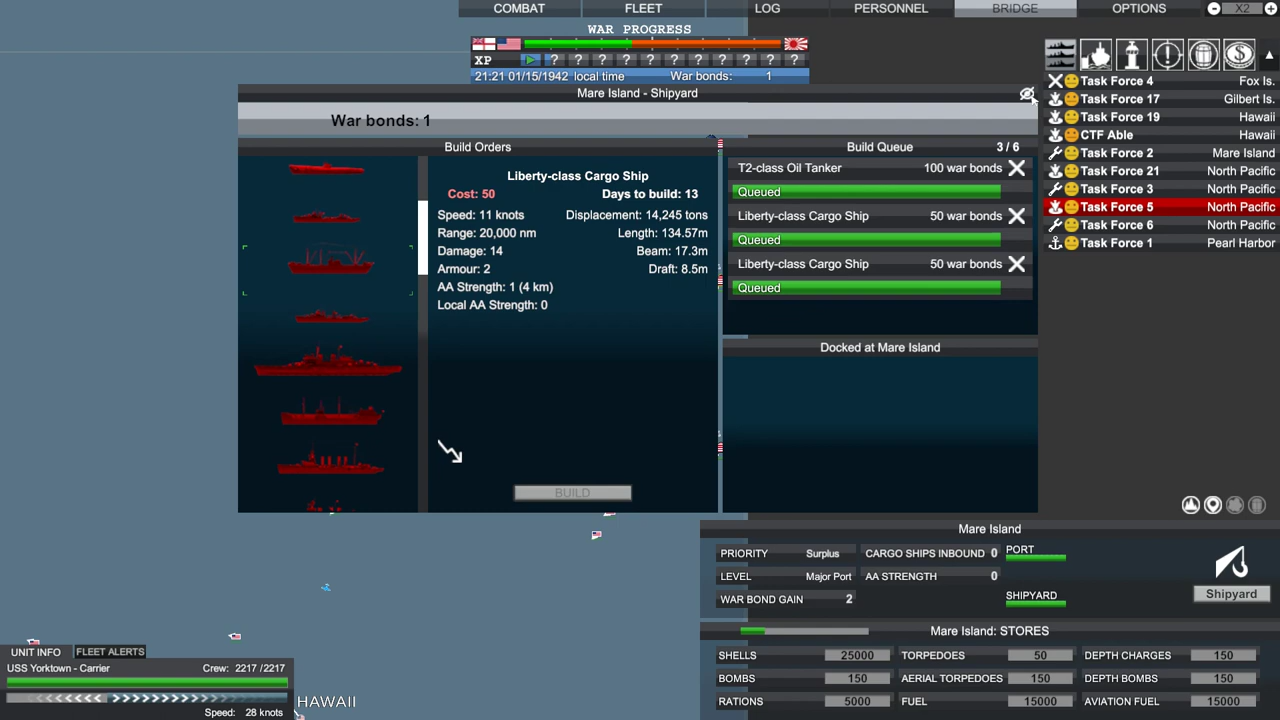 COMBAT FLEET LOG PERSONNEL BRIDGE OPTIONS X2
WAR PROGRESS
XP ? ? ? ? ? ? ? ? ? ? ?
21:21 01/15/1942 local time War bonds: 1
Mare Island - Shipyard
War bonds: 1
Build Orders
Liberty-class Cargo Ship
Cost: 50 Days to build: 13
Speed: 11 knots Displacement: 14,245 tons
Range: 20,000 nm Length: 134.57m
Damage: 14 Beam: 17.3m
Armour: 2 Draft: 8.5m
AA Strength: 1 (4 km)
Local AA Strength: 0
BUILD
Build Queue 3 / 6
T2-class Oil Tanker 100 war bonds
Queued
Liberty-class Cargo Ship 50 war bonds
Queued
Liberty-class Cargo Ship 50 war bonds
Queued
Docked at Mare Island
Task Force 4 Fox Is.
Task Force 17 Gilbert Is.
Task Force 19 Hawaii
CTF Able Hawaii
Task Force 2 Mare Island
Task Force 21 North Pacific
Task Force 3 North Pacific
Task Force 5 North Pacific
Task Force 6 North Pacific
Task Force 1 Pearl Harbor
Mare Island
PRIORITY Surplus CARGO SHIPS INBOUND 0 PORT
LEVEL Major Port AA STRENGTH 0
WAR BOND GAIN 2 SHIPYARD Shipyard
Mare Island: STORES
SHELLS 25000 TORPEDOES 50 DEPTH CHARGES 150
BOMBS 150 AERIAL TORPEDOES 150 DEPTH BOMBS 150
RATIONS 5000 FUEL 15000 AVIATION FUEL 15000
UNIT INFO FLEET ALERTS
USS Yorktown - Carrier Crew: 2217 /2217
Speed: 28 knots
HAWAII